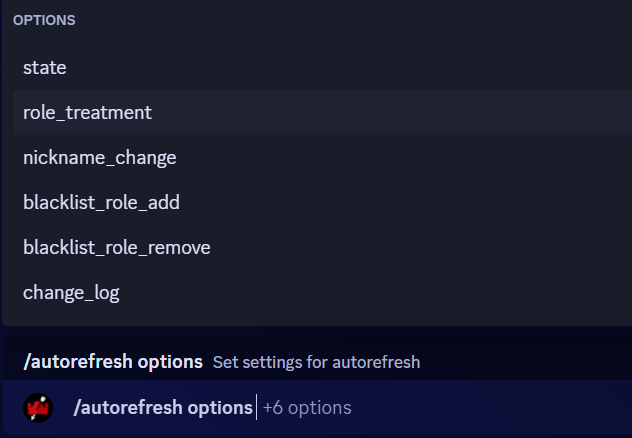 OPTIONS
state
role_treatment
nickname_change
blacklist_role_add
blacklist_role_remove
change_log
/autorefresh options Set settings for autorefresh
/autorefresh options +6 options